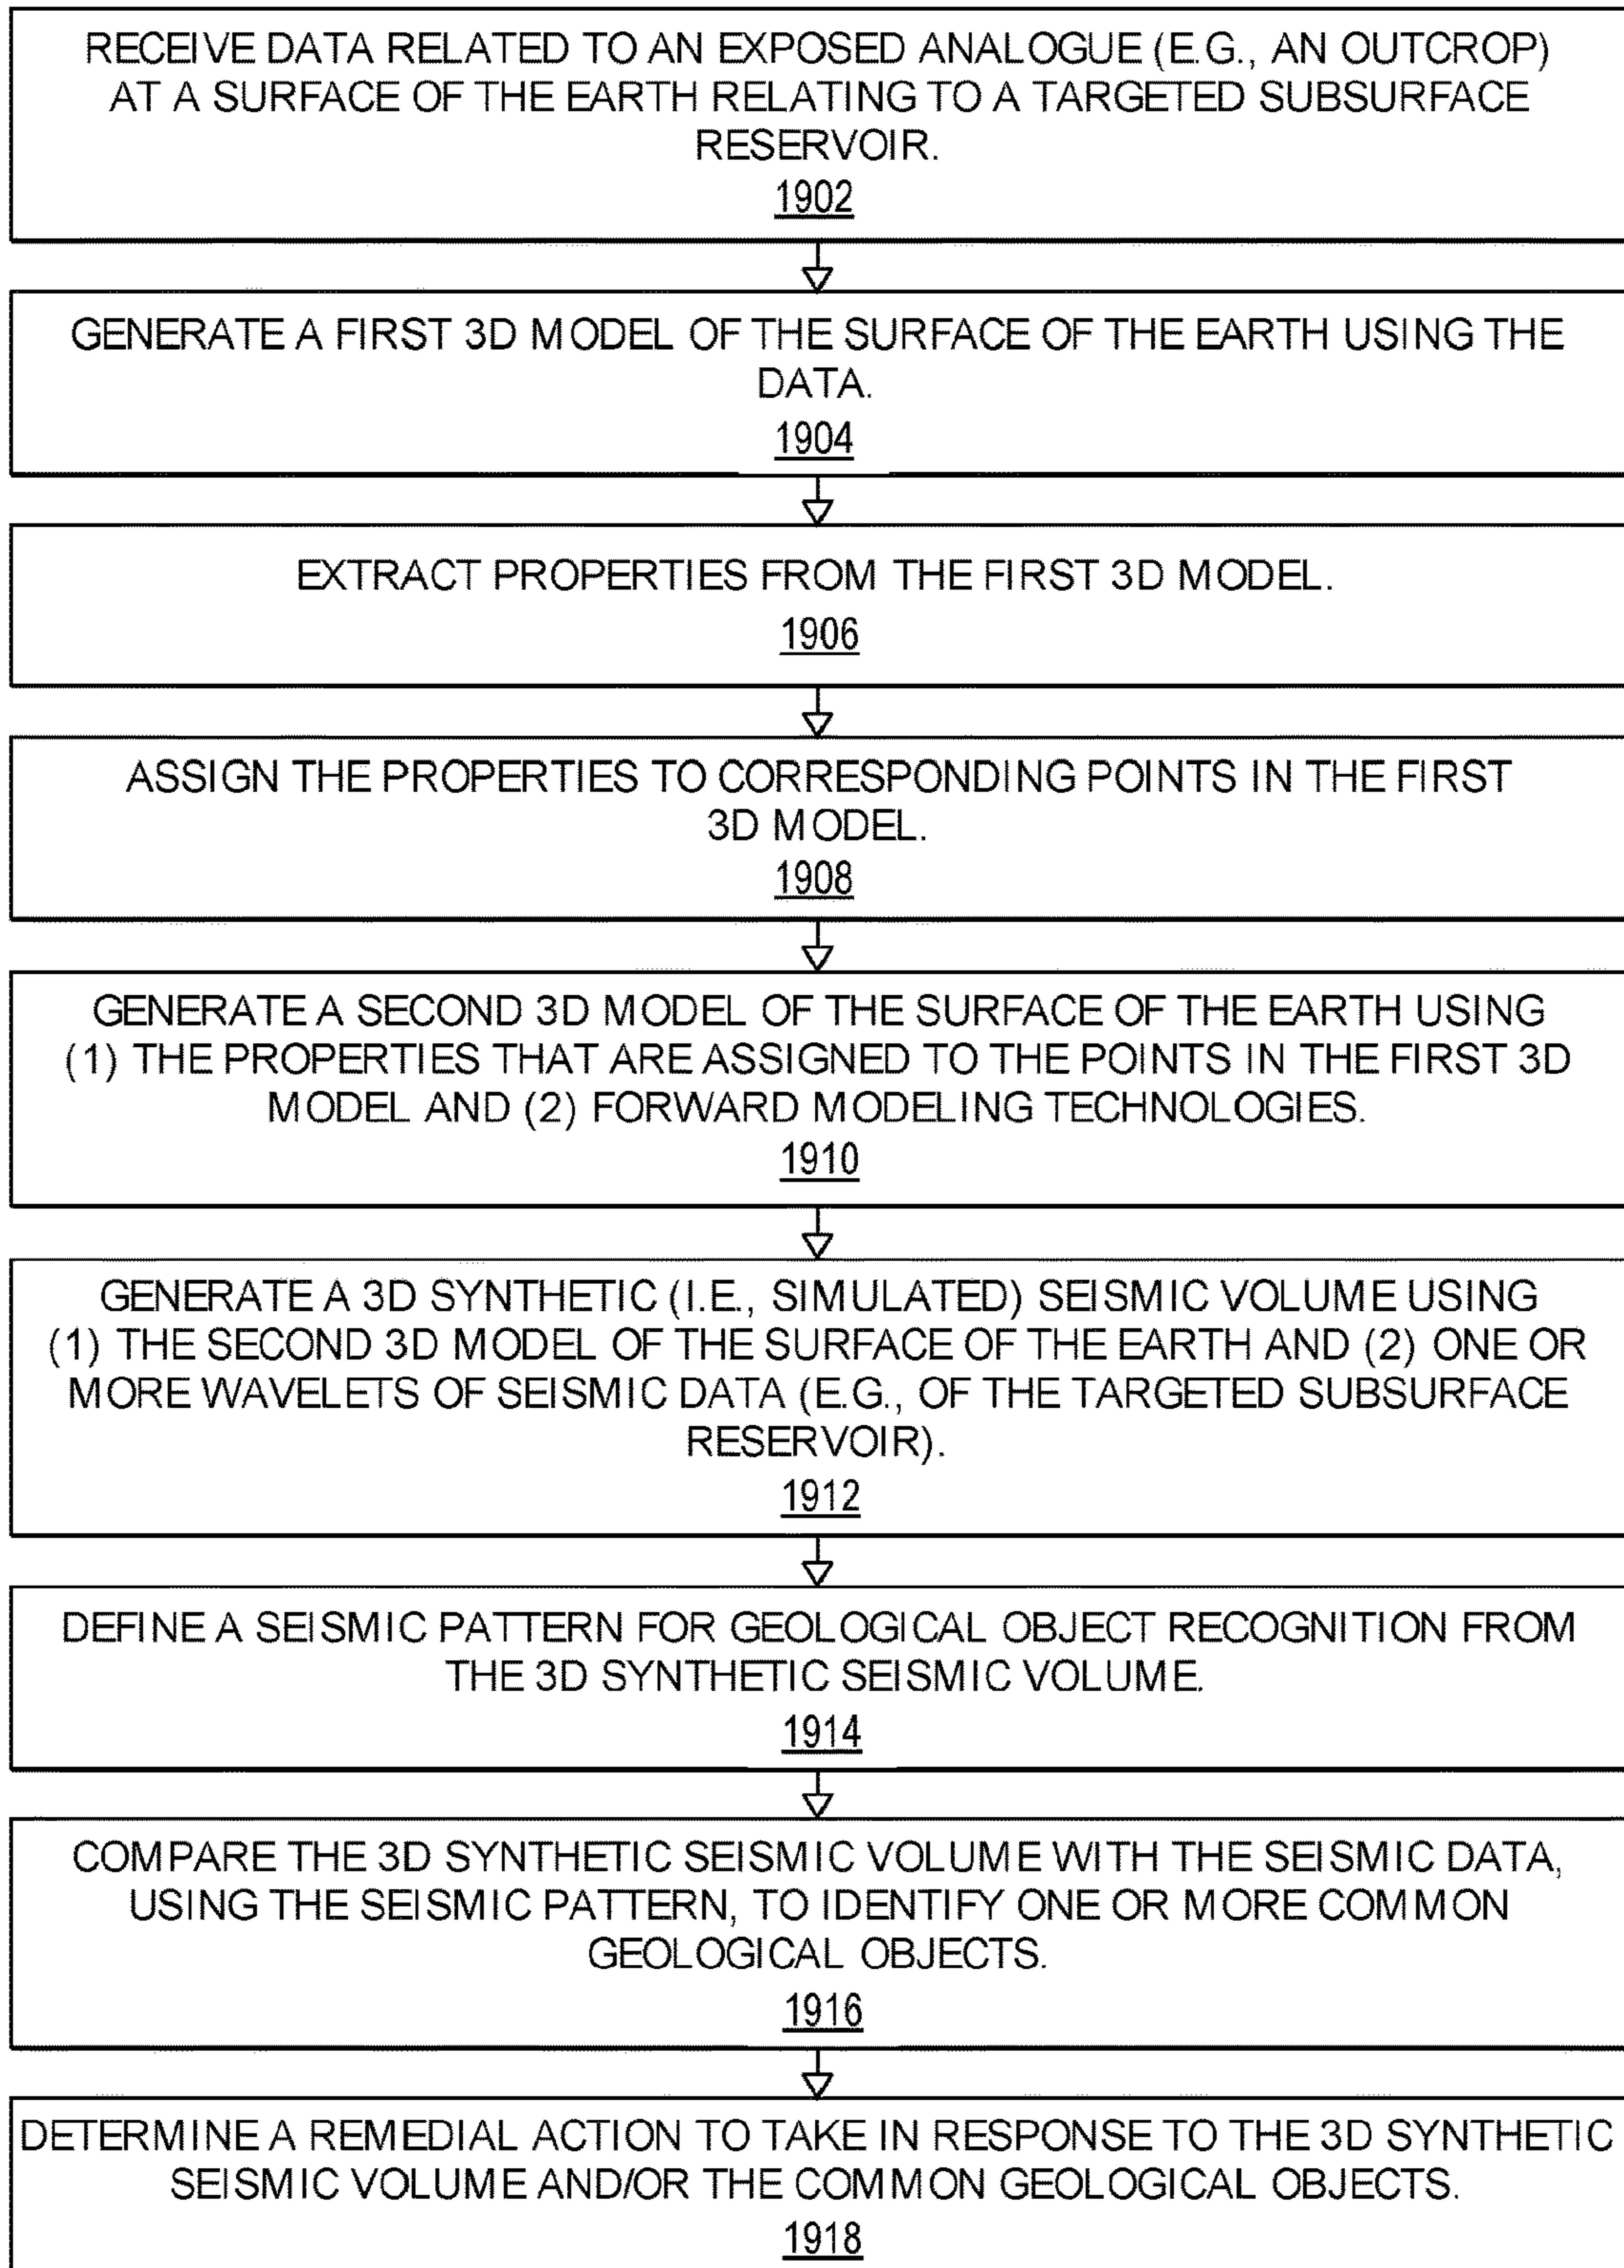 RECEIVE DATA RELATED TO AN EXPOSED ANALOGUE (E.G., AN OUTCROP)
AT A SURFACE OF THE EARTH RELATING TO A TARGETED SUBSURFACE
RESERVOIR.
1902
GENERATE A FIRST 3D MODEL OF THE SURFACE OF THE EARTH USING THE
DATA.
1904
EXTRACT PROPERTIES FROM THE FIRST 3D MODEL.
1906
ASSIGN THE PROPERTIES TO CORRESPONDING POINTS IN THE FIRST
3D MODEL.
1908
GENERATE A SECOND 3D MODEL OF THE SURFACE OF THE EARTH USING
(1) THE PROPERTIES THAT ARE ASSIGNED TO THE POINTS IN THE FIRST 3D
MODEL AND (2) FORWARD MODELING TECHNOLOGIES.
1910
GENERATE A 3D SYNTHETIC (I.E., SIMULATED) SEISMIC VOLUME USING
(1) THE SECOND 3D MODEL OF THE SURFACE OF THE EARTH AND (2) ONE OR
MORE WAVELETS OF SEISMIC DATA (E.G., OF THE TARGETED SUBSURFACE
RESERVOIR).
1912
DEFINE A SEISMIC PATTERN FOR GEOLOGICAL OBJECT RECOGNITION FROM
THE 3D SYNTHETIC SEISMIC VOLUME.
1914
COMPARE THE 3D SYNTHETIC SEISMIC VOLUME WITH THE SEISMIC DATA,
USING THE SEISMIC PATTERN, TO IDENTIFY ONE OR MORE COMMON
GEOLOGICAL OBJECTS.
1916
DETERMINE A REMEDIAL ACTION TO TAKE IN RESPONSE TO THE 3D SYNTHETIC
SEISMIC VOLUME AND/OR THE COMMON GEOLOGICAL OBJECTS.
1918